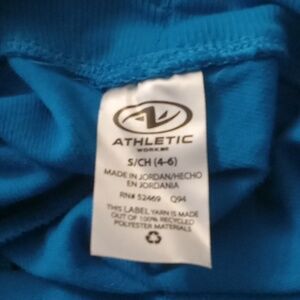 ATHLETIC
WORKS
S/CH (4-6)
MADE IN JORDAN/HECHO
EN JORDANIA
RN# 52469 Q94
THIS LABEL YARN IS MADE
OUT OF 100% RECYCLED
POLYESTER MATERIALS